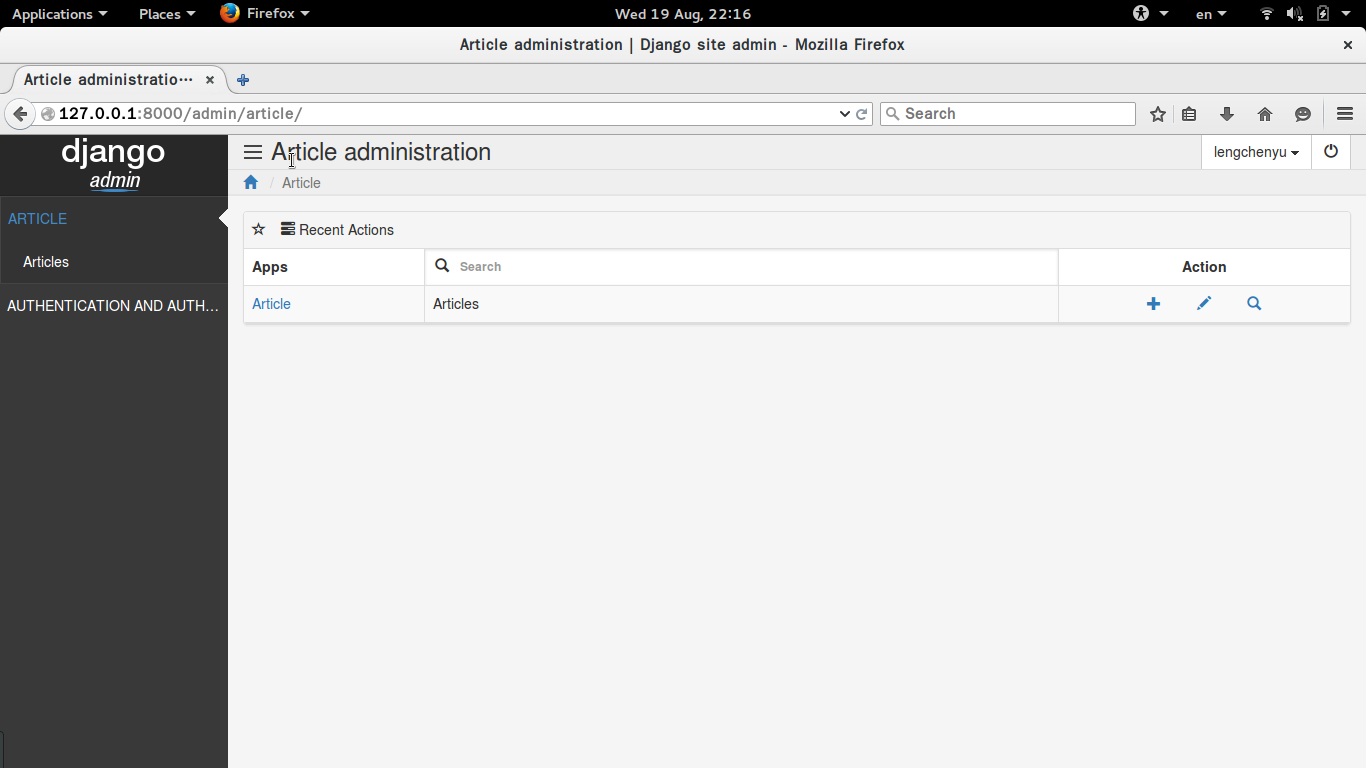 Applications Places Firefox Wed 19 Aug, 22:16 en
Article administration | Django site admin - Mozilla Firefox
Article administratio···
127.0.0.1:8000/admin/article/ Search
django
admin
Article administration lengchenyu
/ Article
ARTICLE
Articles
AUTHENTICATION AND AUTH...
Recent Actions
Apps Search Action
Article Articles